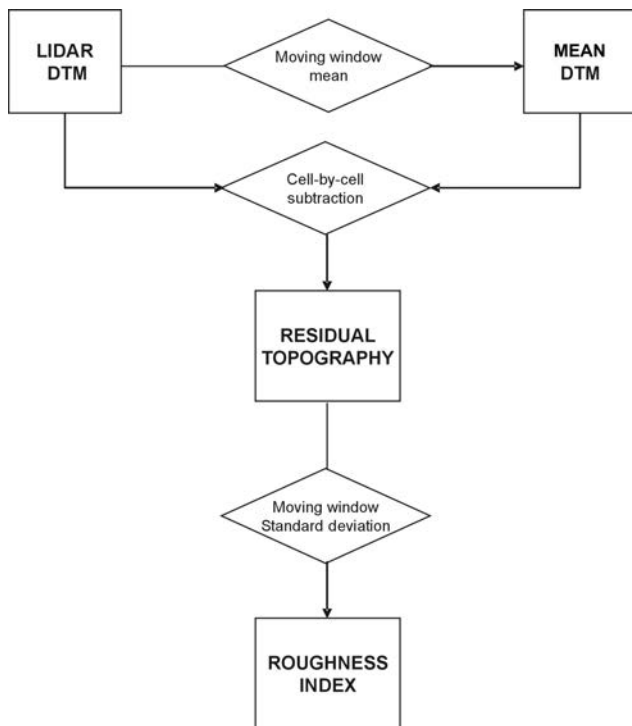 LIDAR
DTM
Moving window
mean
MEAN
DTM
Cell-by-cell
subtraction
RESIDUAL
TOPOGRAPHY
Moving window
Standard deviation
ROUGHNESS
INDEX